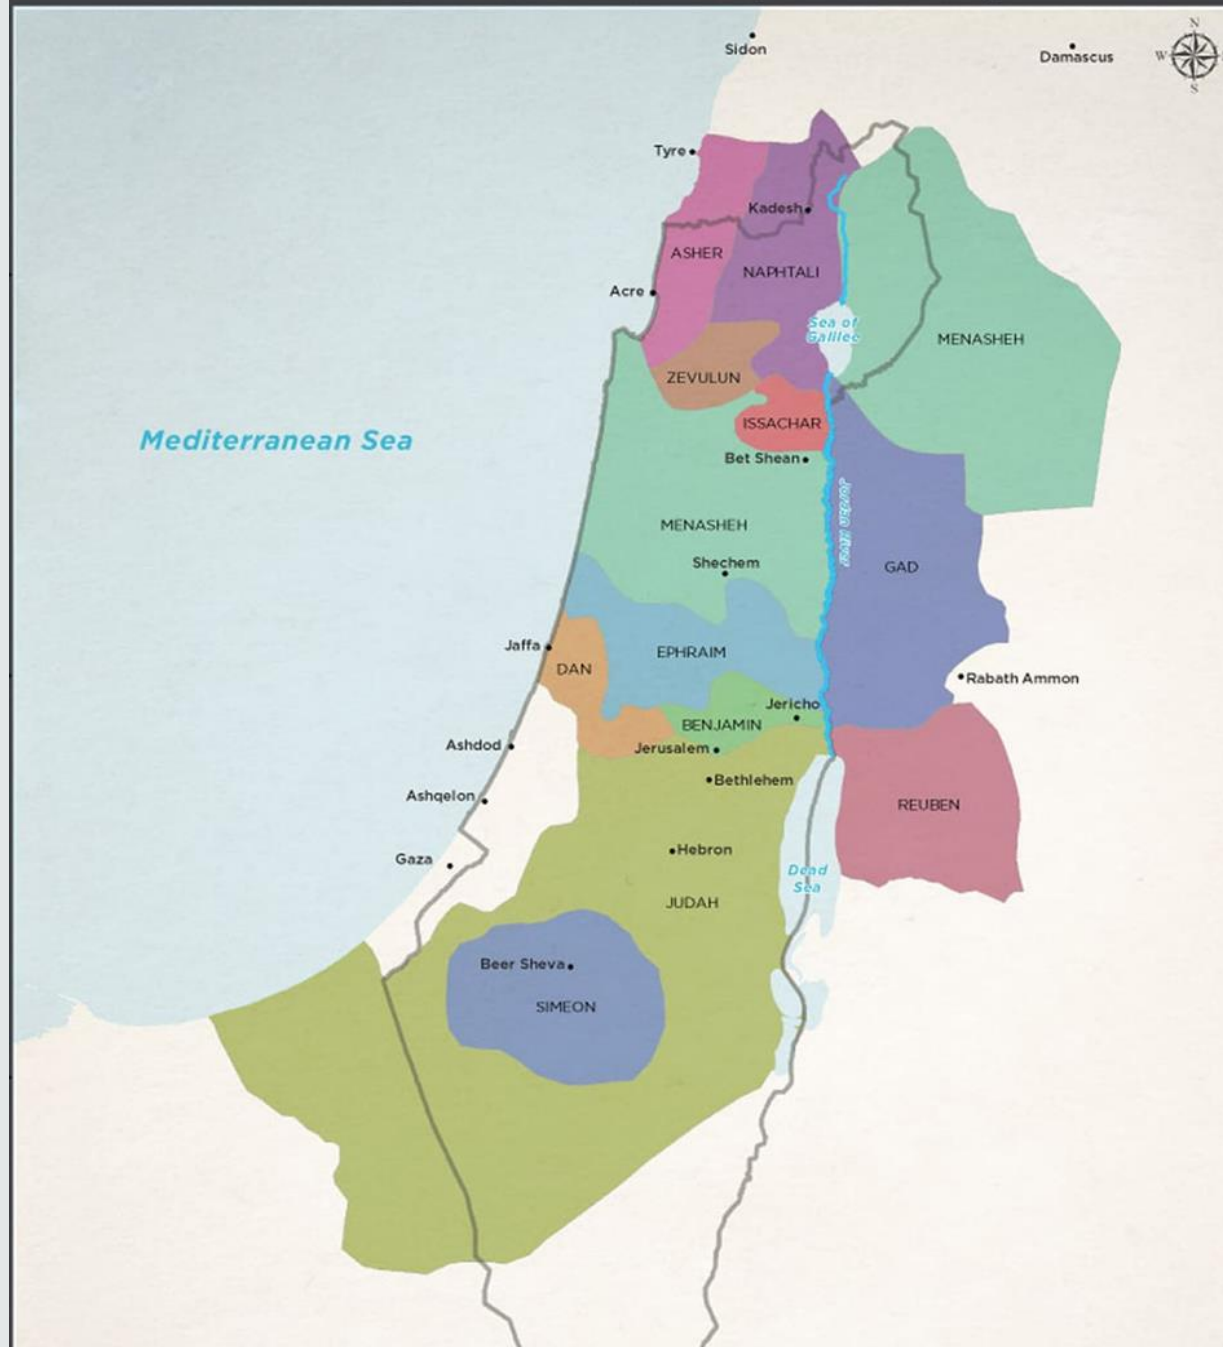 N
Sidon
Damascus
W
S
Tyre
Kadesh
ASHER
NAPHTALI
Acre
Sea of
Galilee
MENASHEH
ZEVULUN
ISSACHAR
Mediterranean Sea
Bet Shean
Jordan River
MENASHEH
Shechem
GAD
Jaffa
EPHRAIM
DAN
Rabath Ammon
Jericho
BENJAMIN
Ashdod
Jerusalem
Bethlehem
Ashqelon
REUBEN
Hebron
Gaza
Dead
Sea
JUDAH
Beer Sheva
SIMEON